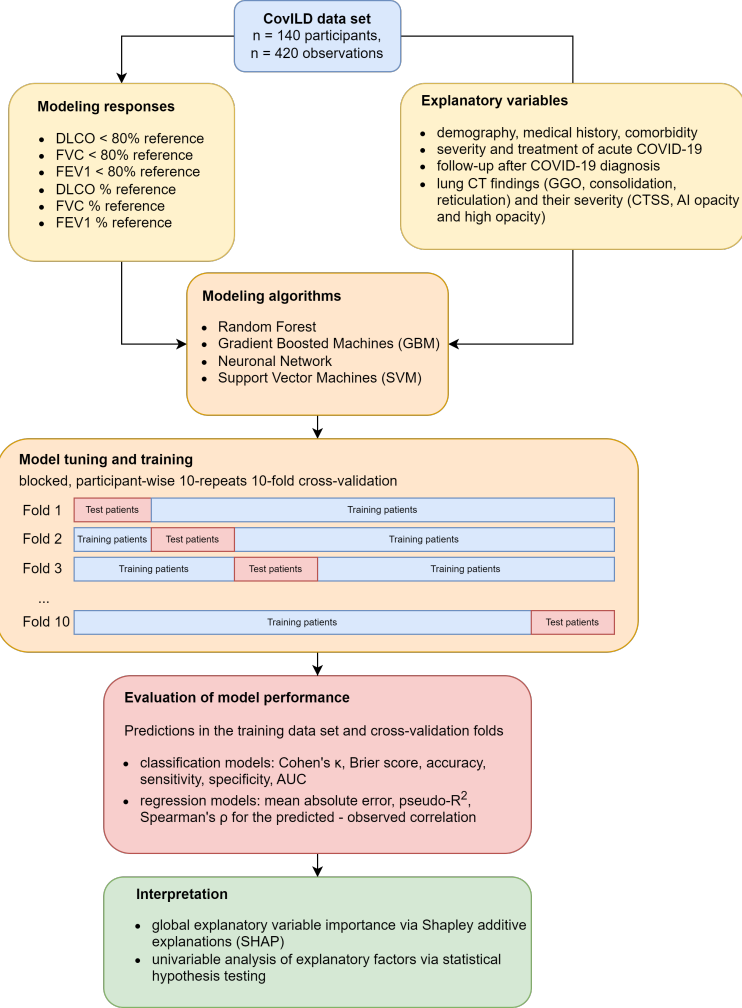 CovILD data set
n = 140 participants,
n = 420 observations
Modeling responses
DLCO < 80% reference
FVC < 80% reference
FEV1 < 80% reference
DLCO % reference
FVC % reference
FEV1 % reference
Explanatory variables
demography, medical history, comorbidity
severity and treatment of acute COVID-19
follow-up after COVID-19 diagnosis
lung CT findings (GGO, consolidation,
reticulation) and their severity (CTSS, AI opacity
and high opacity)
Modeling algorithms
Random Forest
Gradient Boosted Machines (GBM)
Neuronal Network
Support Vector Machines (SVM)
Model tuning and training
blocked, participant-wise 10-repeats 10-fold cross-validation
Fold 1 Test patients Training patients
Fold 2 Training patients Test patients Training patients
Fold 3 Training patients Test patients Training patients
...
Fold 10 Training patients Test patients
Evaluation of model performance
Predictions in the training data set and cross-validation folds
classification models: Cohen's κ, Brier score, accuracy,
sensitivity, specificity, AUC
regression models: mean absolute error, pseudo-R²,
Spearman's ρ for the predicted - observed correlation
Interpretation
global explanatory variable importance via Shapley additive
explanations (SHAP)
univariable analysis of explanatory factors via statistical
hypothesis testing